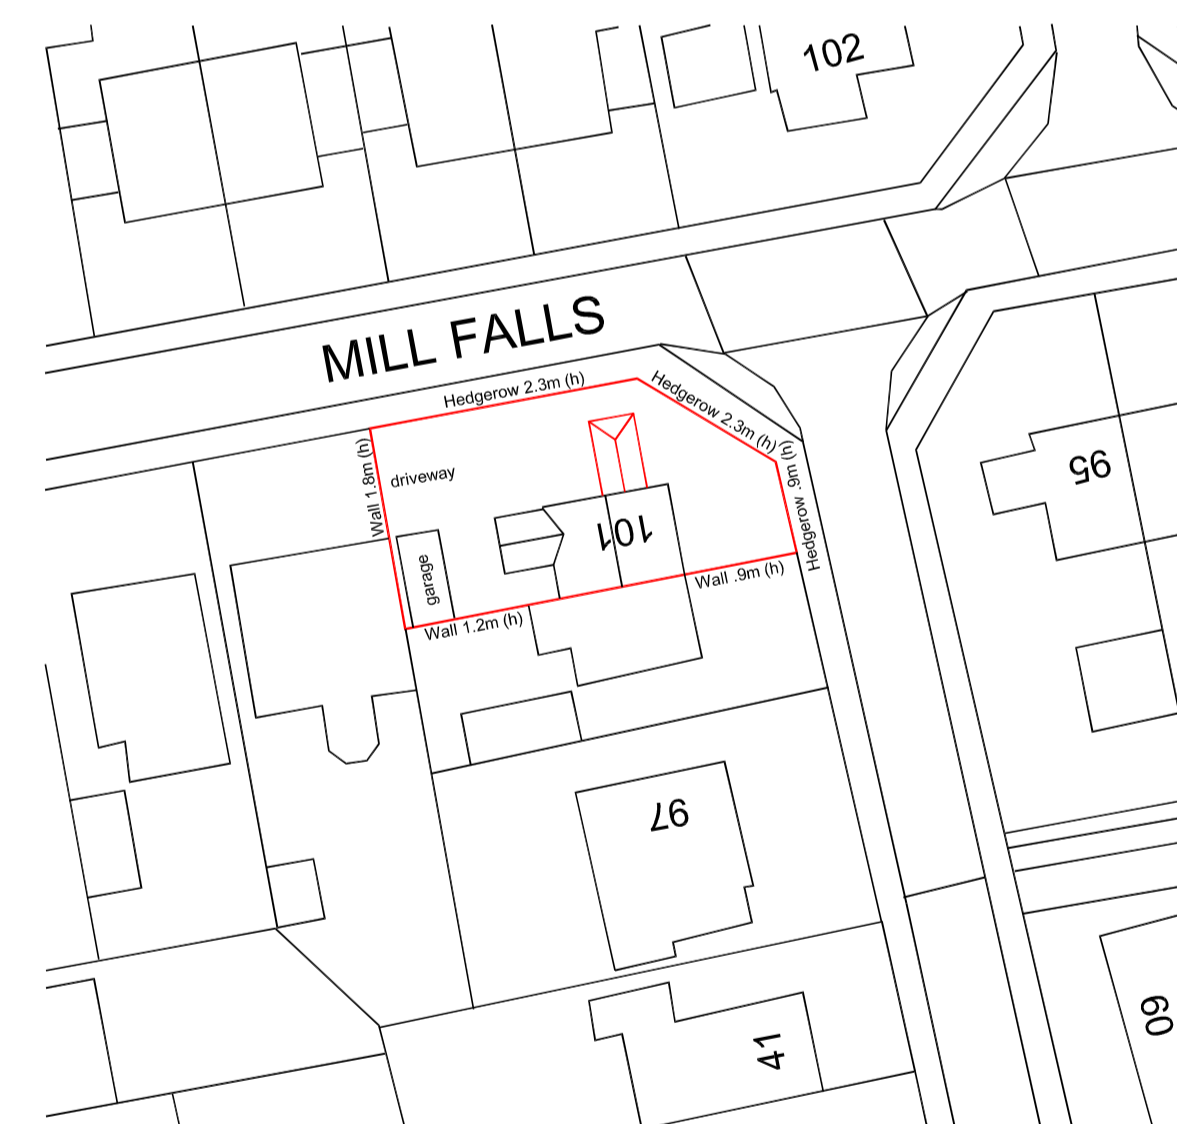 102
MILL FALLS
Hedgerow 2.3m (h)
Hedgerow 2.3m (h)
Wall 1.8m (h)
driveway
Hedgerow .9m (h)
95
101
garage
Wall .9m (h)
Wall 1.2m (h)
97
60
41